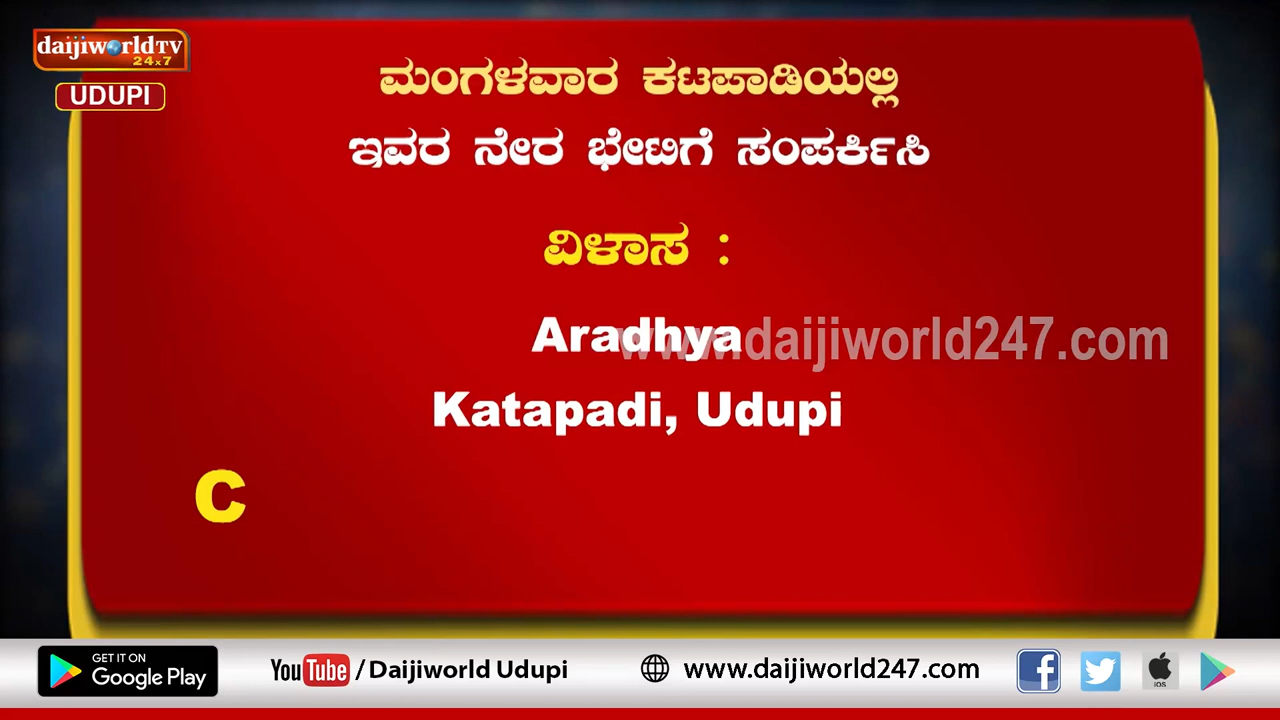 daijiworldTV
24x7
UDUPI
ಮಂಗಳವಾರ ಕಟಪಾಡಿಯಲ್ಲಿ
ಇವರ ನೇರ ಭೇಟಿಗೆ ಸಂಪರ್ಕಿಸಿ
ವಿಳಾಸ :
Aradhya
www.daijiworld247.com
Katapadi, Udupi
C
GET IT ON
Google Play
YouTube / Daijiworld Udupi
www.daijiworld247.com
iOS